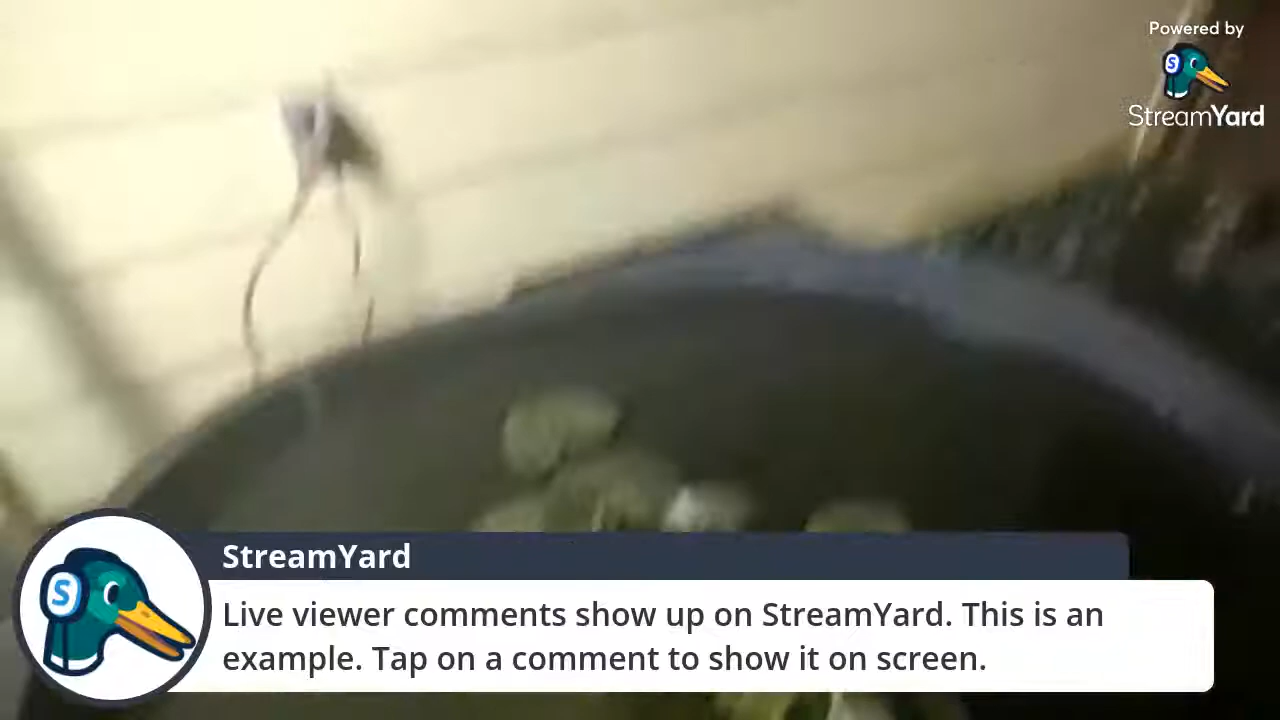 Powered by
StreamYard
StreamYard
Live viewer comments show up on StreamYard. This is an
example. Tap on a comment to show it on screen.